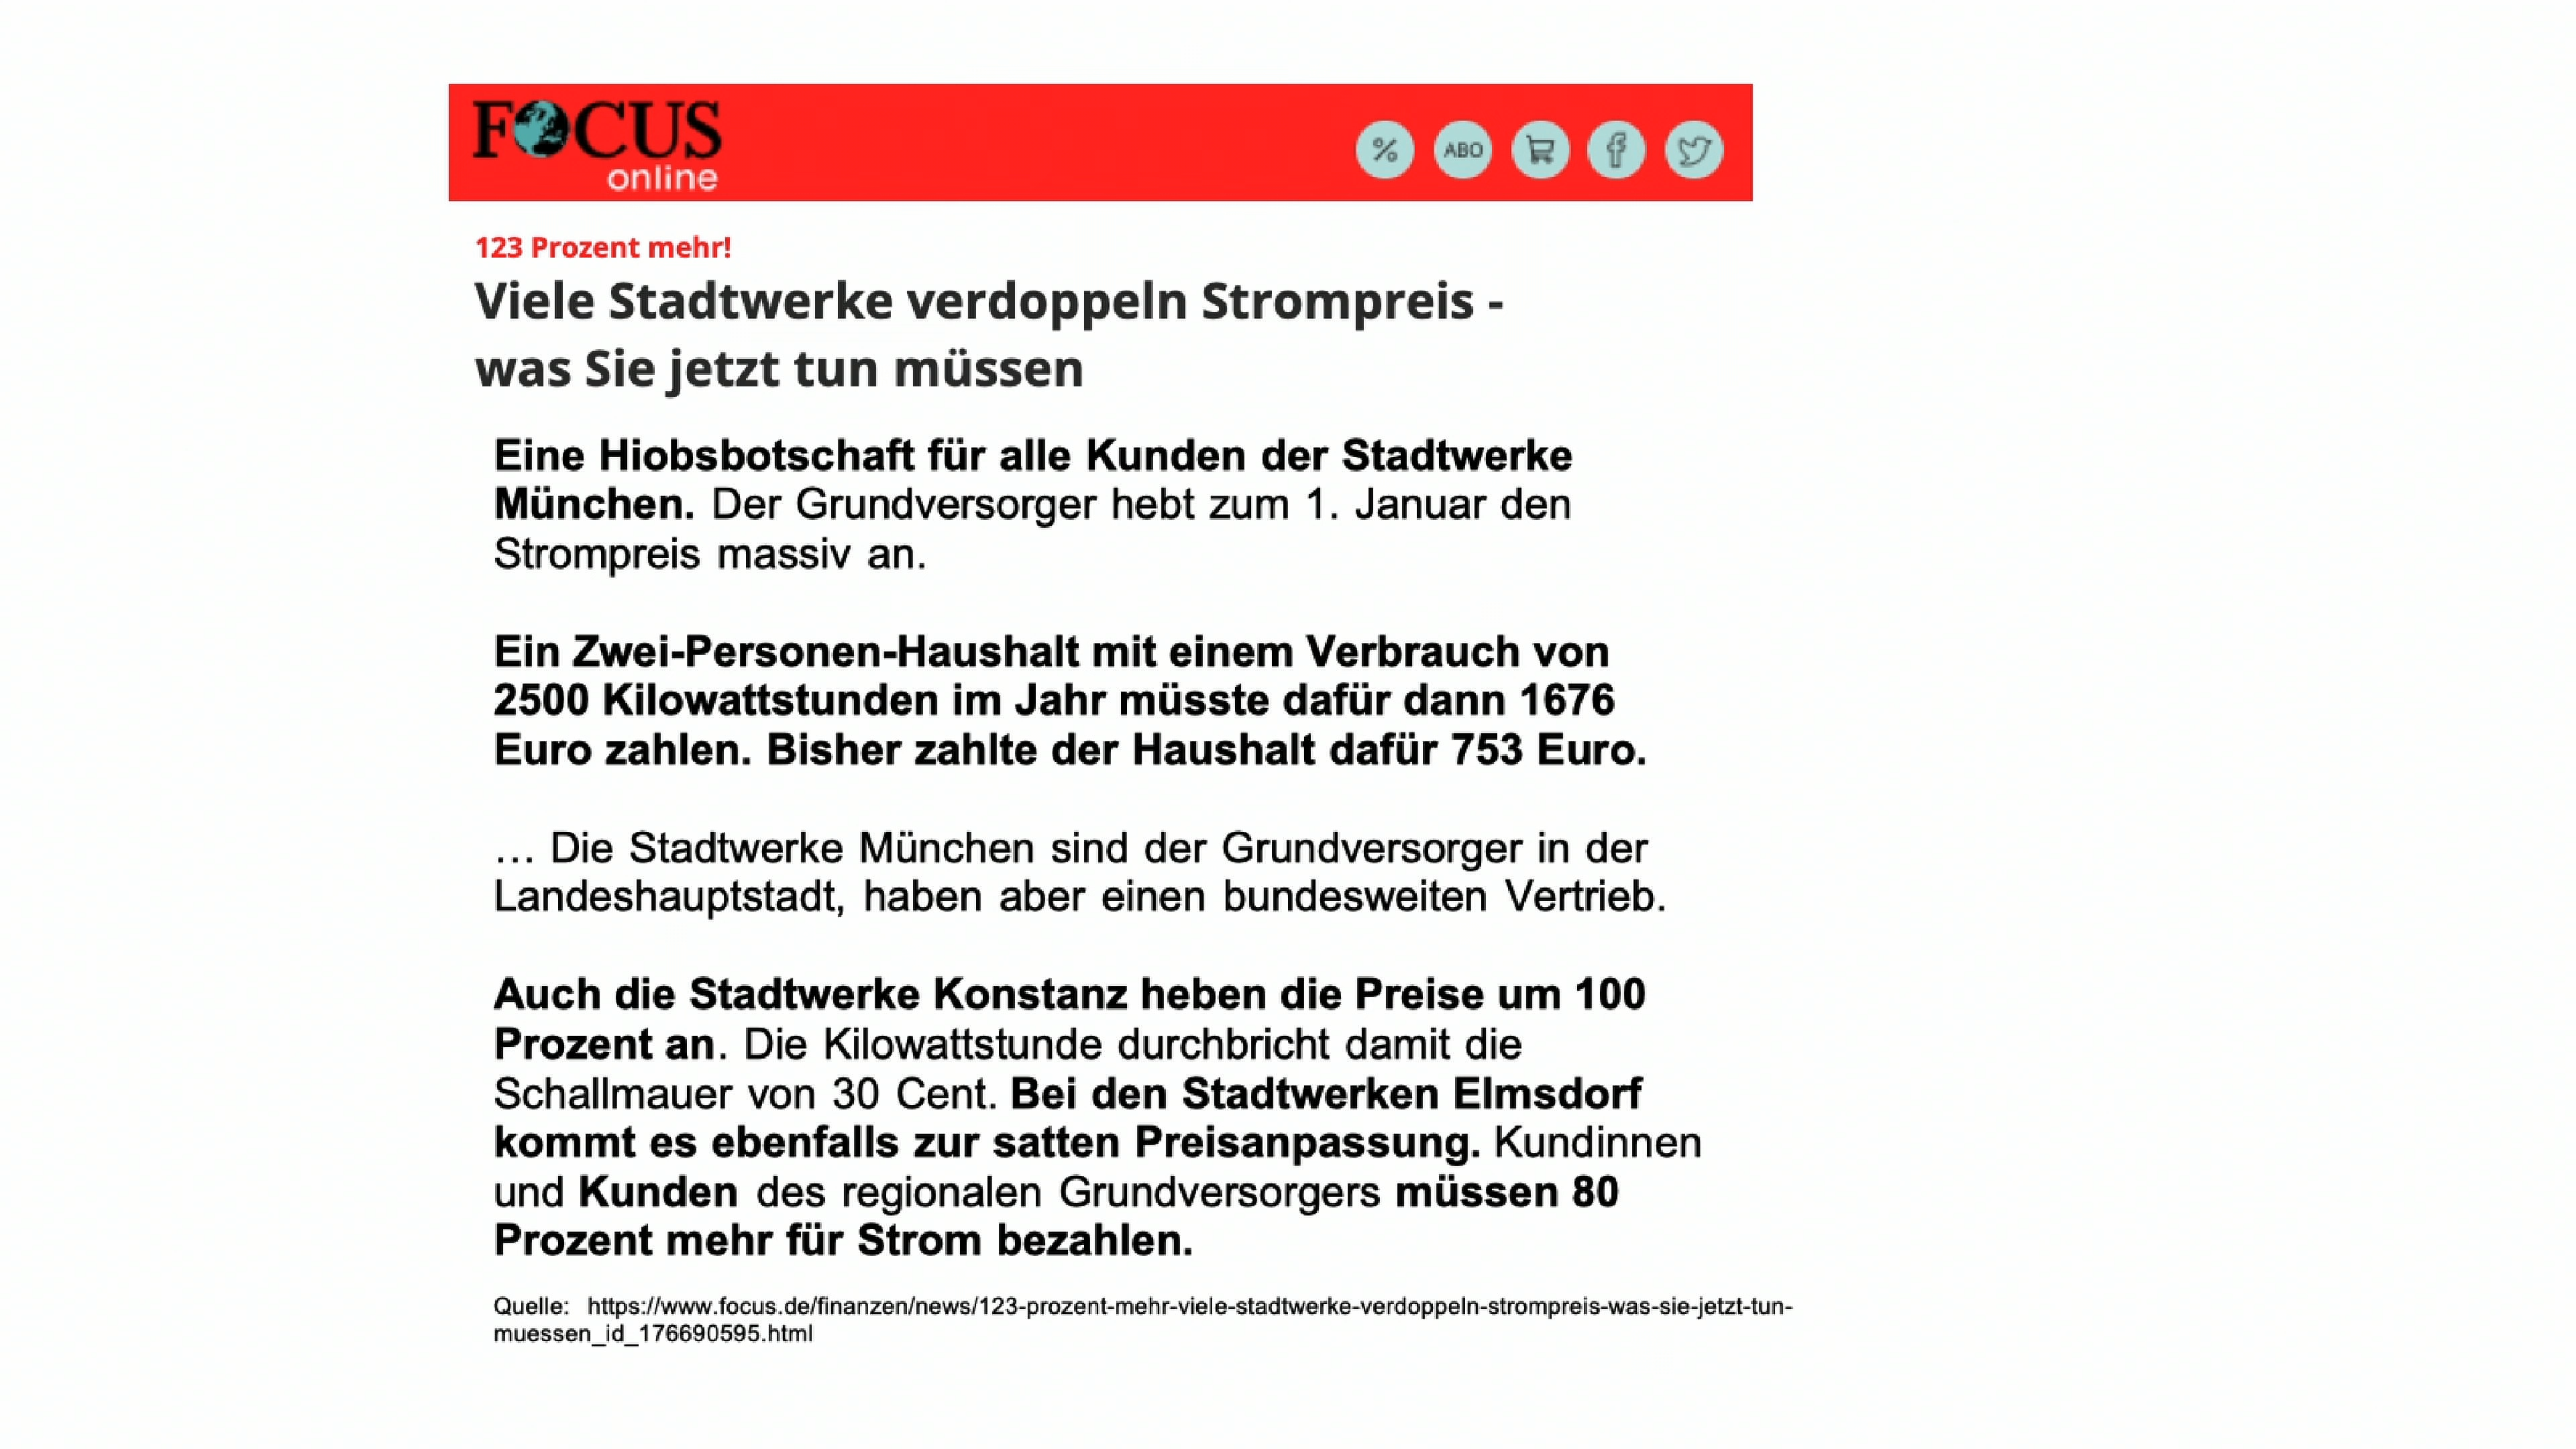 FOCUS
online
%
ABO
123 Prozent mehr!
Viele Stadtwerke verdoppeln Strompreis -
was Sie jetzt tun müssen
Eine Hiobsbotschaft für alle Kunden der Stadtwerke
München. Der Grundversorger hebt zum 1. Januar den
Strompreis massiv an.
Ein Zwei-Personen-Haushalt mit einem Verbrauch von
2500 Kilowattstunden im Jahr müsste dafür dann 1676
Euro zahlen. Bisher zahlte der Haushalt dafür 753 Euro.
… Die Stadtwerke München sind der Grundversorger in der
Landeshauptstadt, haben aber einen bundesweiten Vertrieb.
Auch die Stadtwerke Konstanz heben die Preise um 100
Prozent an. Die Kilowattstunde durchbricht damit die
Schallmauer von 30 Cent. Bei den Stadtwerken Elmsdorf
kommt es ebenfalls zur satten Preisanpassung. Kundinnen
und Kunden des regionalen Grundversorgers müssen 80
Prozent mehr für Strom bezahlen.
Quelle: https://www.focus.de/finanzen/news/123-prozent-mehr-viele-stadtwerke-verdoppeln-strompreis-was-sie-jetzt-tun-
muessen_id_176690595.html